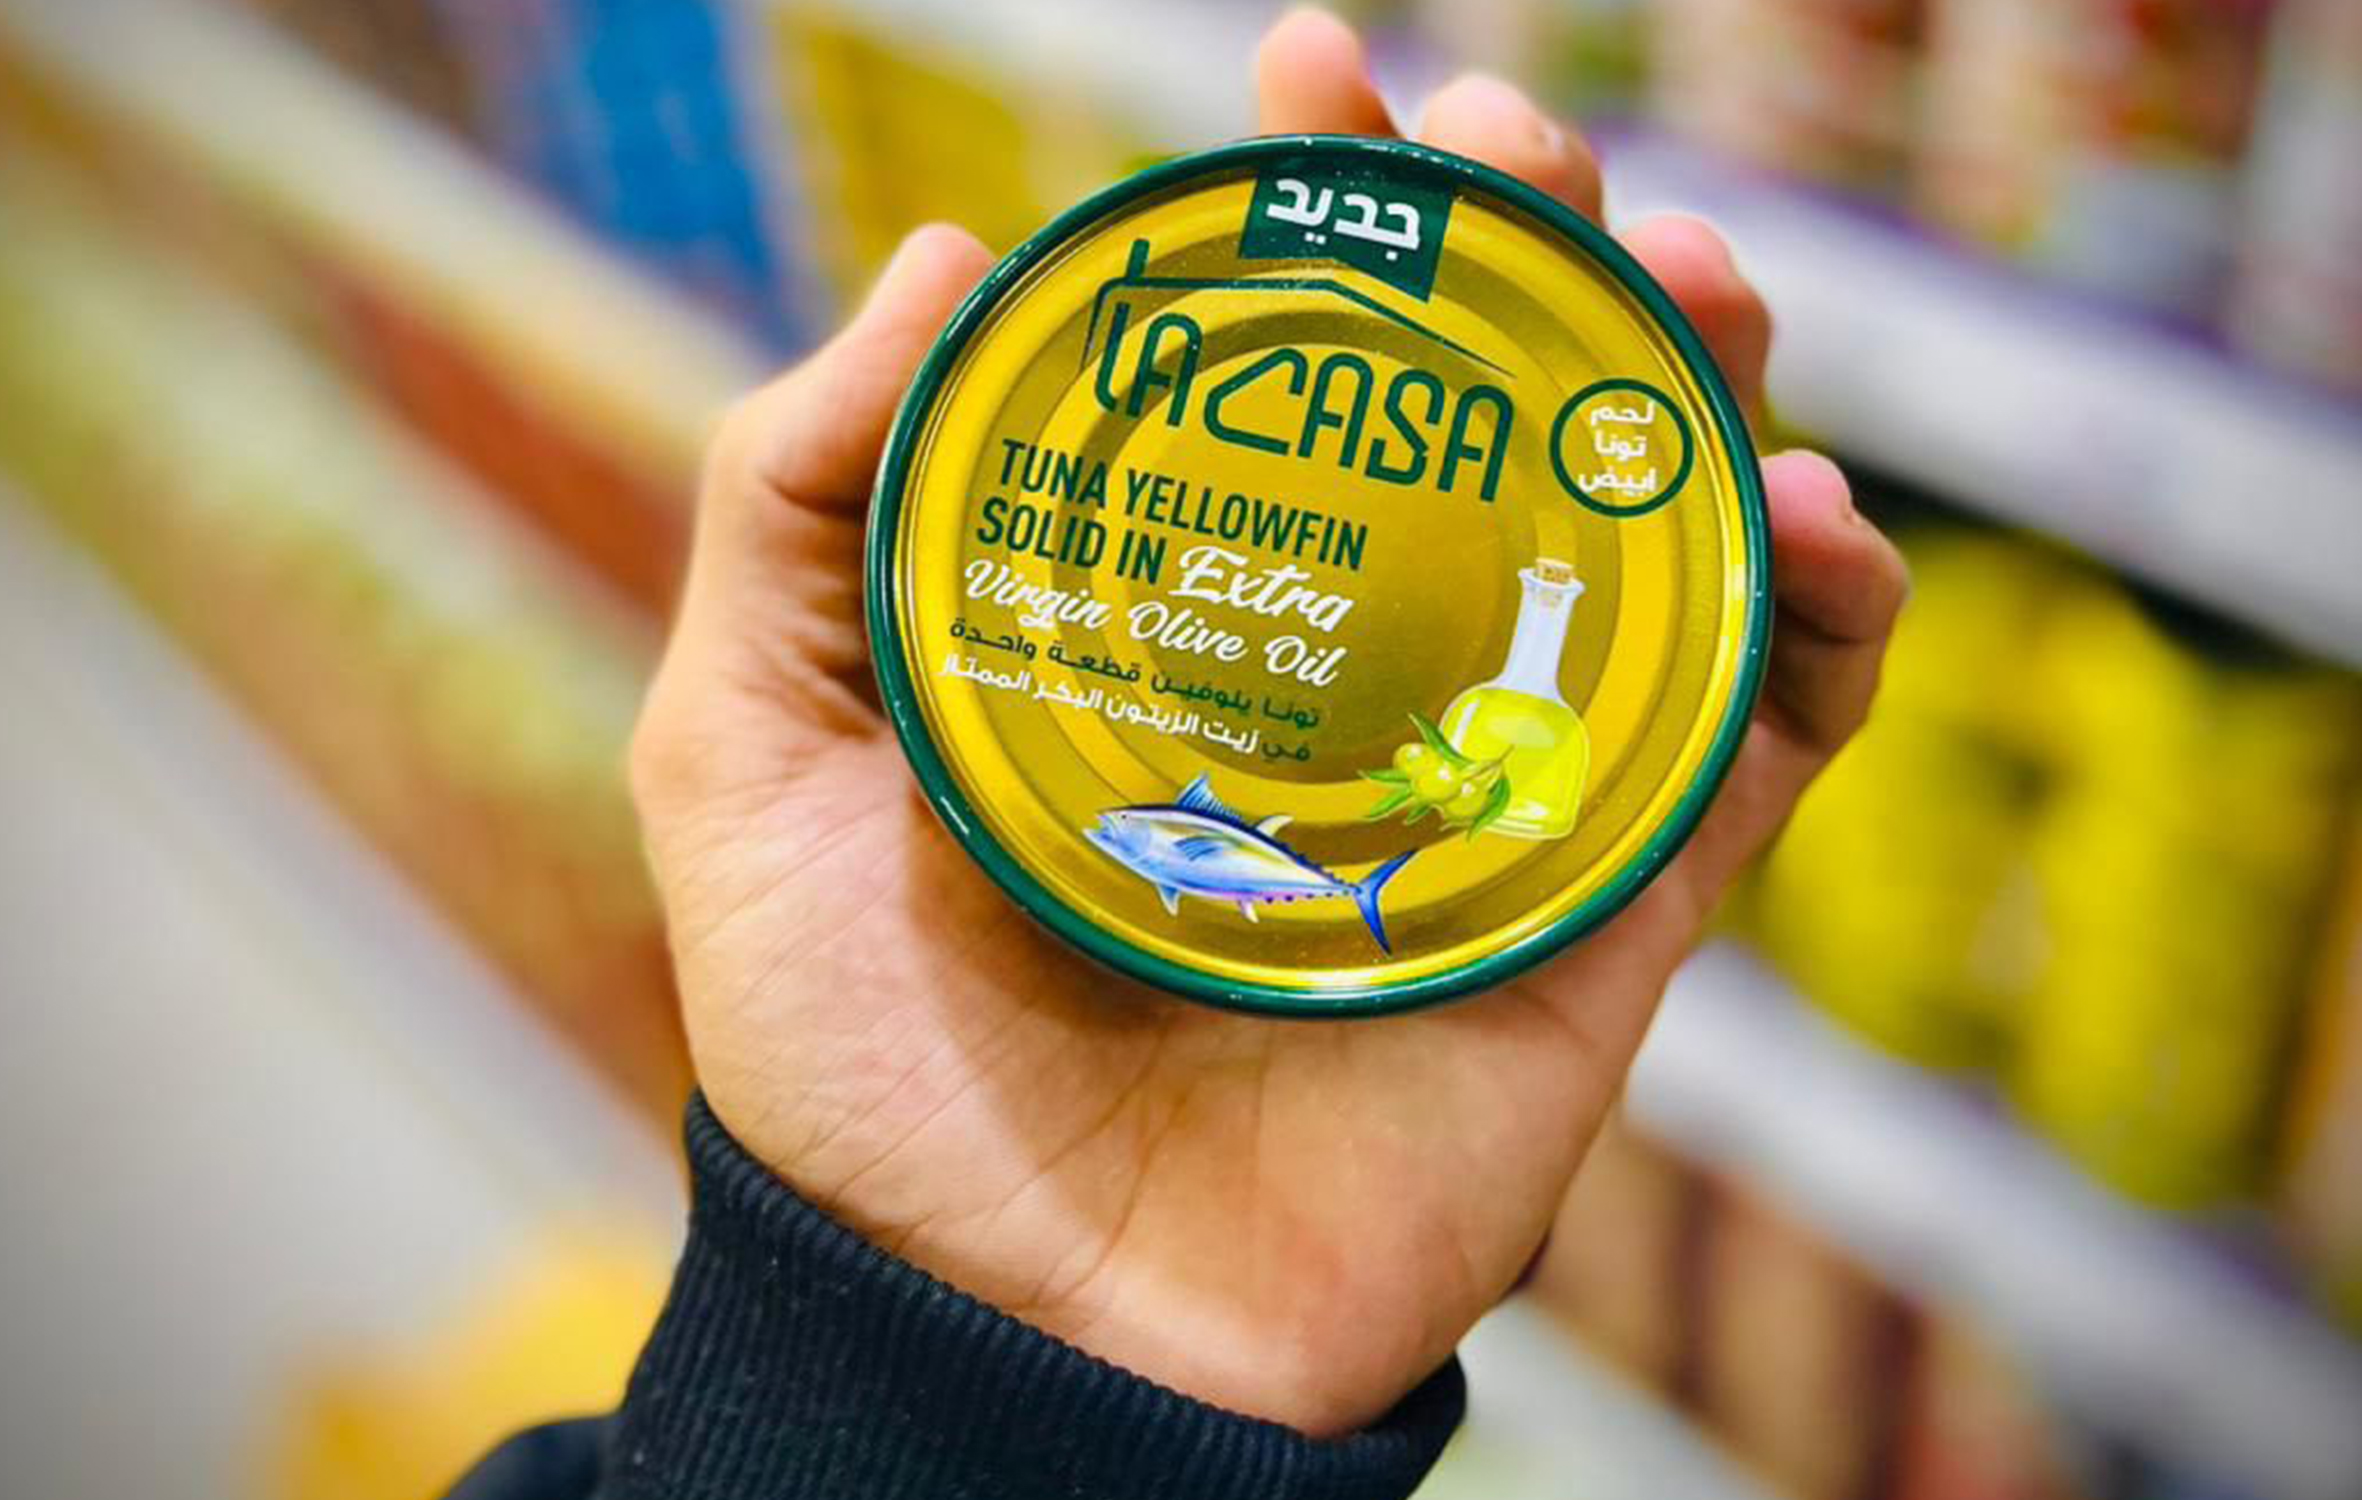 جديد
LA CASA
لحم
تونا
ابيض
TUNA YELLOWFIN
SOLID IN Extra
Virgin Olive Oil
تونا يلوفين قطعة واحدة
في زيت الزيتون البكر الممتاز